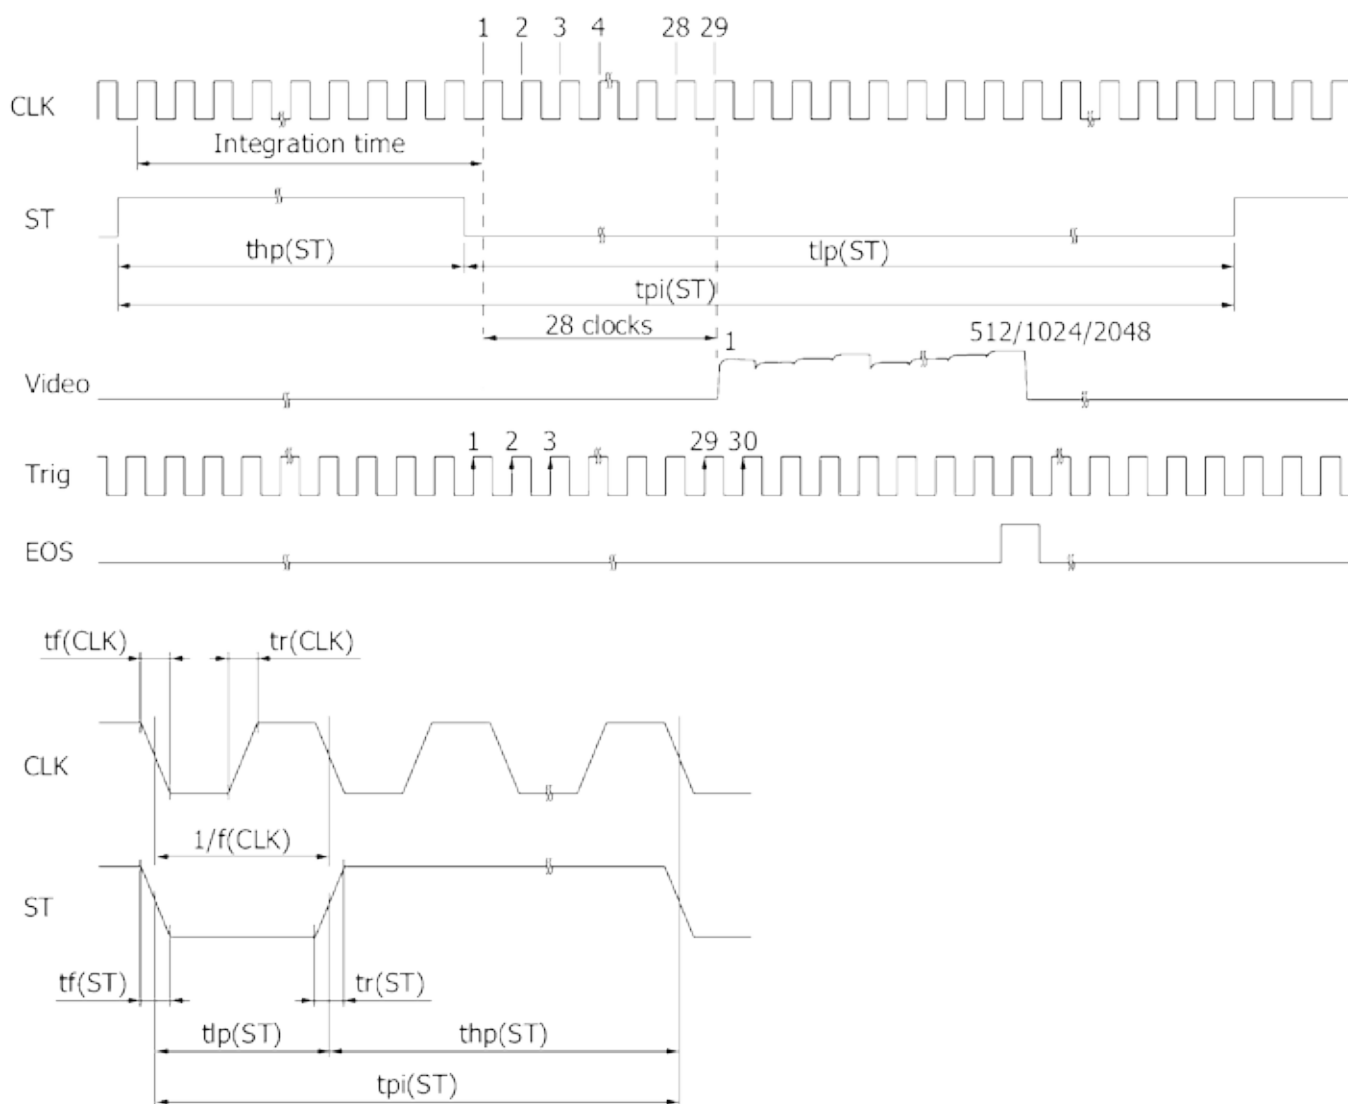 1 2 3 4 28 29
CLK
Integration time
ST
thp(ST) tlp(ST)
tpi(ST)
28 clocks 512/1024/2048
1
Video
1 2 3 29 30
Trig
EOS
tf(CLK) tr(CLK)
CLK
1/f(CLK)
ST
tf(ST) tr(ST)
tlp(ST) thp(ST)
tpi(ST)